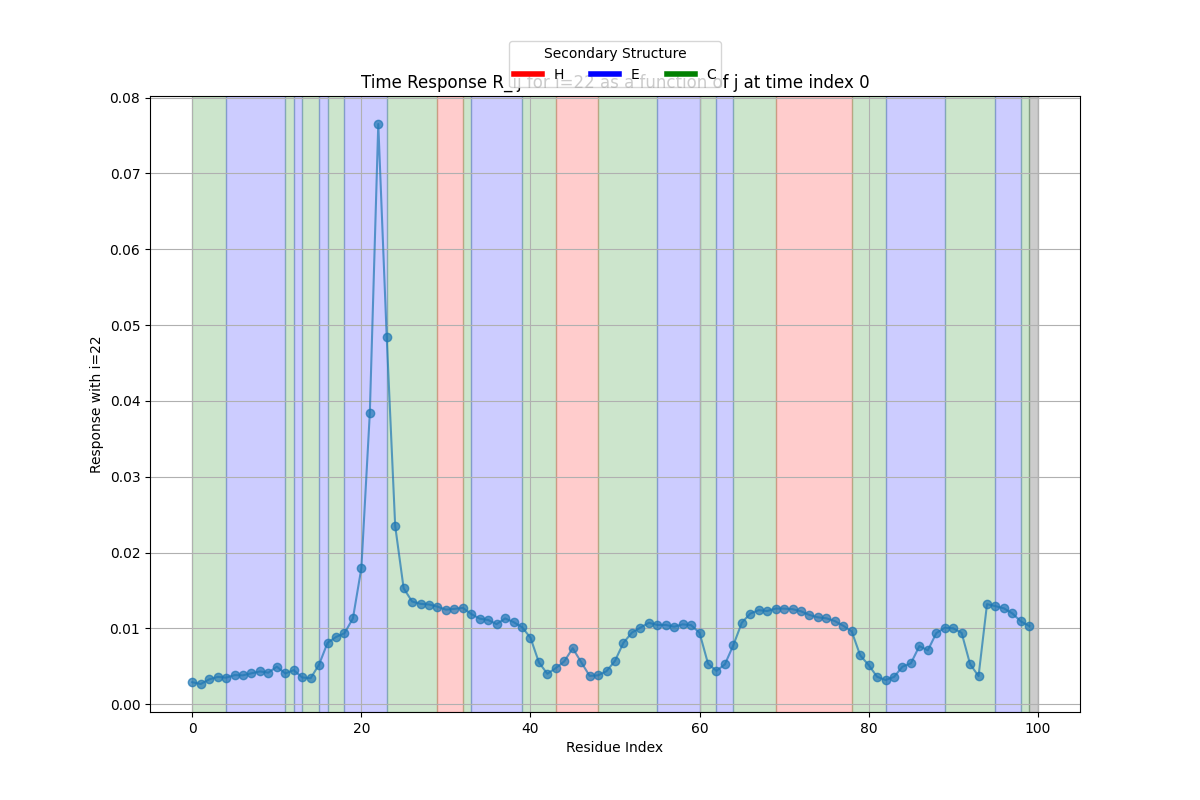 Secondary Structure
H E C
Time Response R_ij for i=22 as a function of j at time index 0
0.08
0.07
0.06
0.05
0.04
0.03
0.02
0.01
0.00
Response with i=22
0 20 40 60 80 100
Residue Index